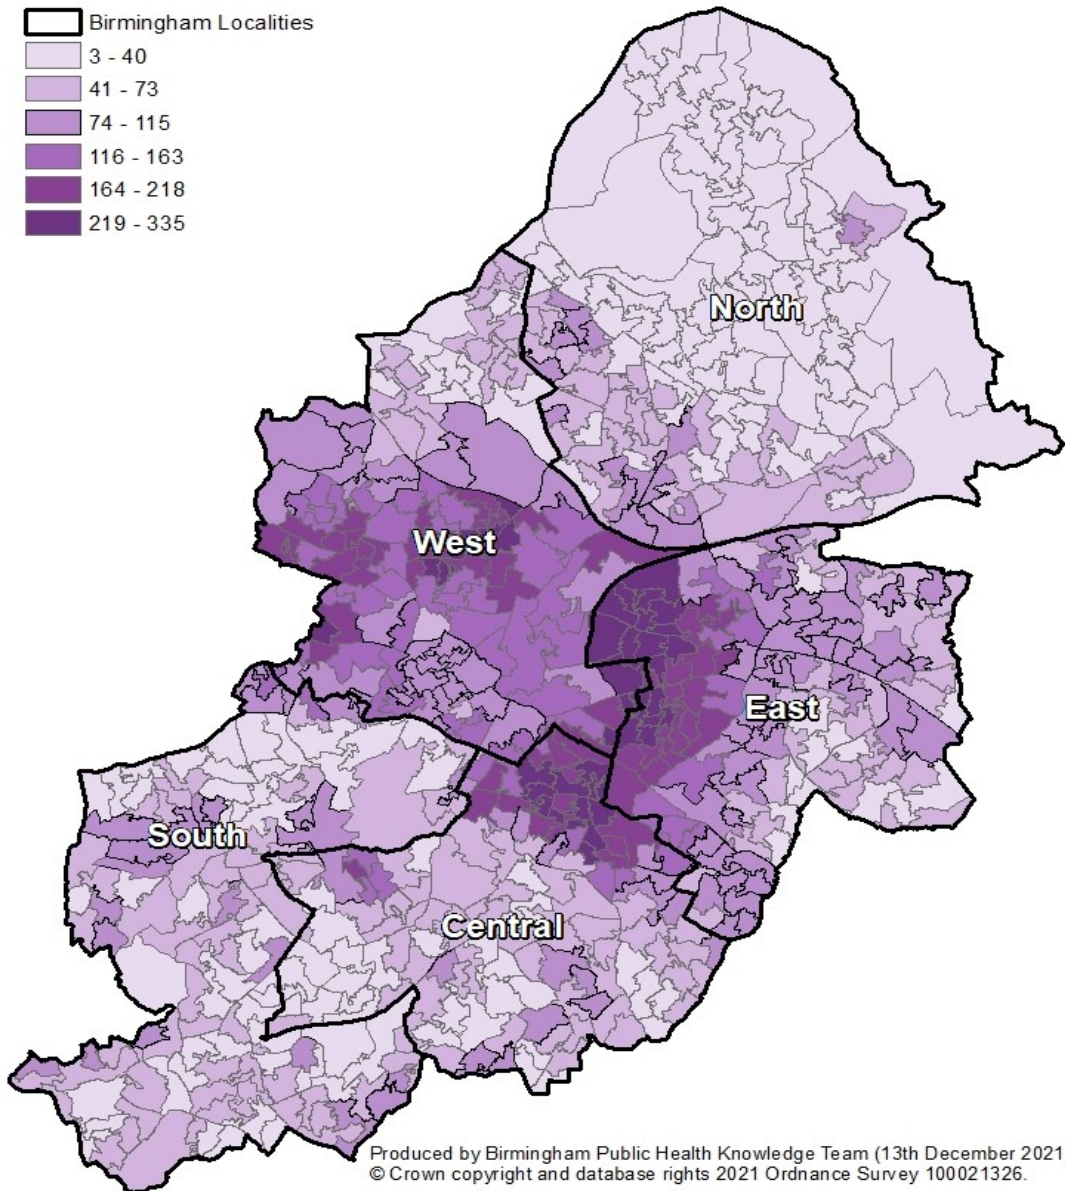 Birmingham Localities
3 - 40
41 - 73
74 - 115
116 - 163
164 - 218
219 - 335
North
West
East
South
Central
Produced by Birmingham Public Health Knowledge Team (13th December 2021
© Crown copyright and database rights 2021 Ordnance Survey 100021326.